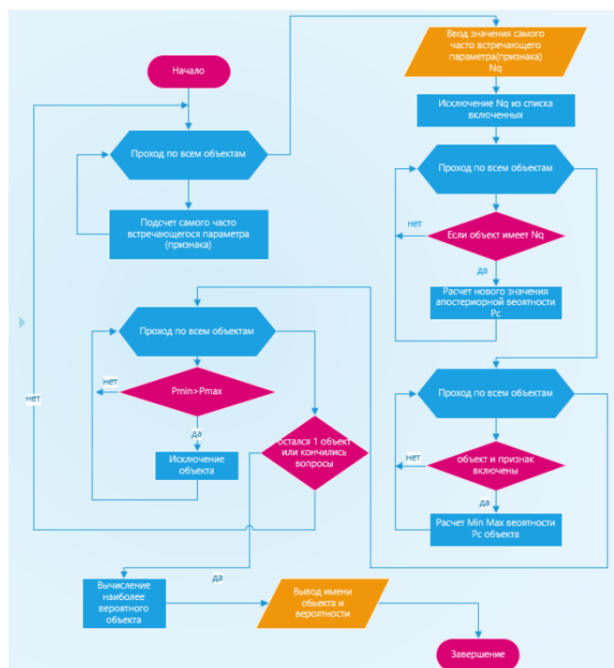 Начало
Проход по всем объектам
Подсчет самого часто
встречающегося параметра
(признака)
Ввод значения самого
часто встречающего
параметра(признака)
Nq
Исключение Nq из списка
включенных
Проход по всем объектам
нет
Если объект имеет Nq
да
Расчет нового значения
апостериорной веоятности
Pc
Проход по всем объектам
нет
объект и признак
включены
да
Расчет Min Max веоятности
Pc объекта
Проход по всем объектам
нет
Pmin>Pmax
да
Исключение
объекта
остался 1 объект
или кончились
вопросы
нет
да
Вычисление
наиболее
вероятного
объекта
Вывод имени
объекта и
вероятности
Завершение